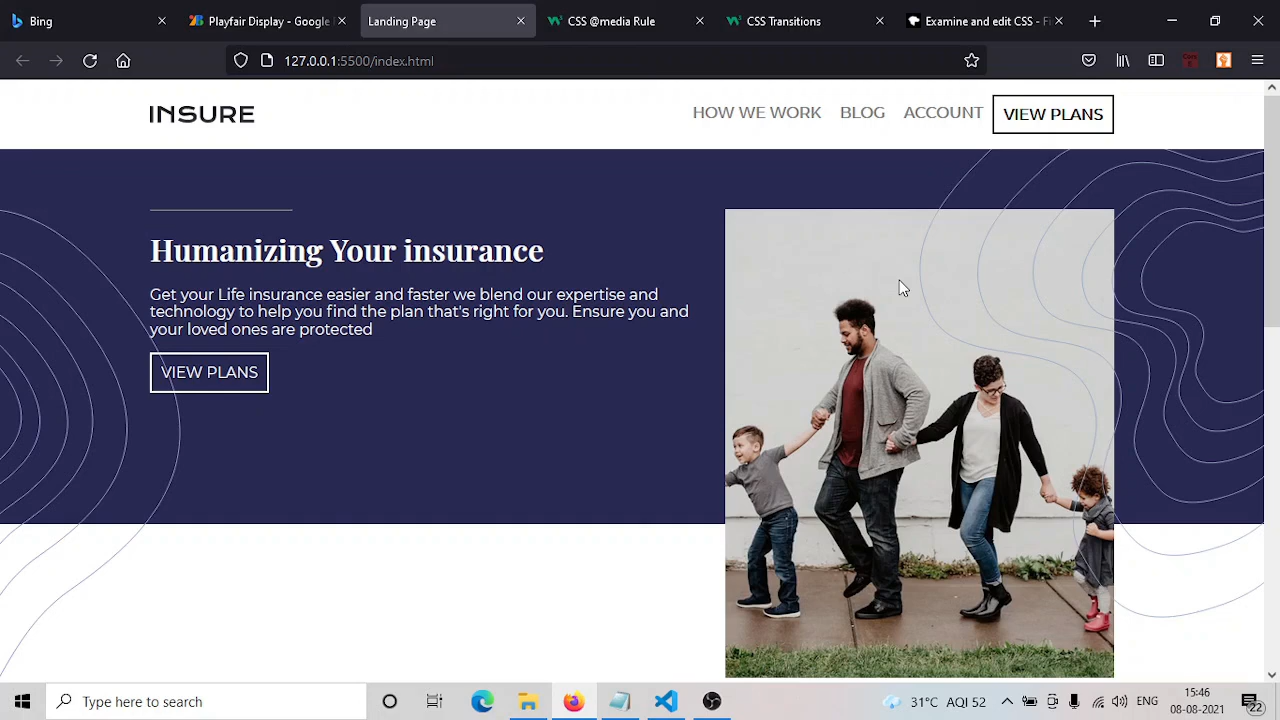 Bing
Playfair Display - Google
Landing Page
CSS @media Rule
CSS Transitions
Examine and edit CSS - Fi
127.0.0.1:5500/index.html
INSURE
HOW WE WORK
BLOG
ACCOUNT
VIEW PLANS
Humanizing Your insurance
Get your Life insurance easier and faster we blend our expertise and
technology to help you find the plan that's right for you. Ensure you and
your loved ones are protected
VIEW PLANS
Type here to search
31°C AQI 52
15:46
08-08-2021
22